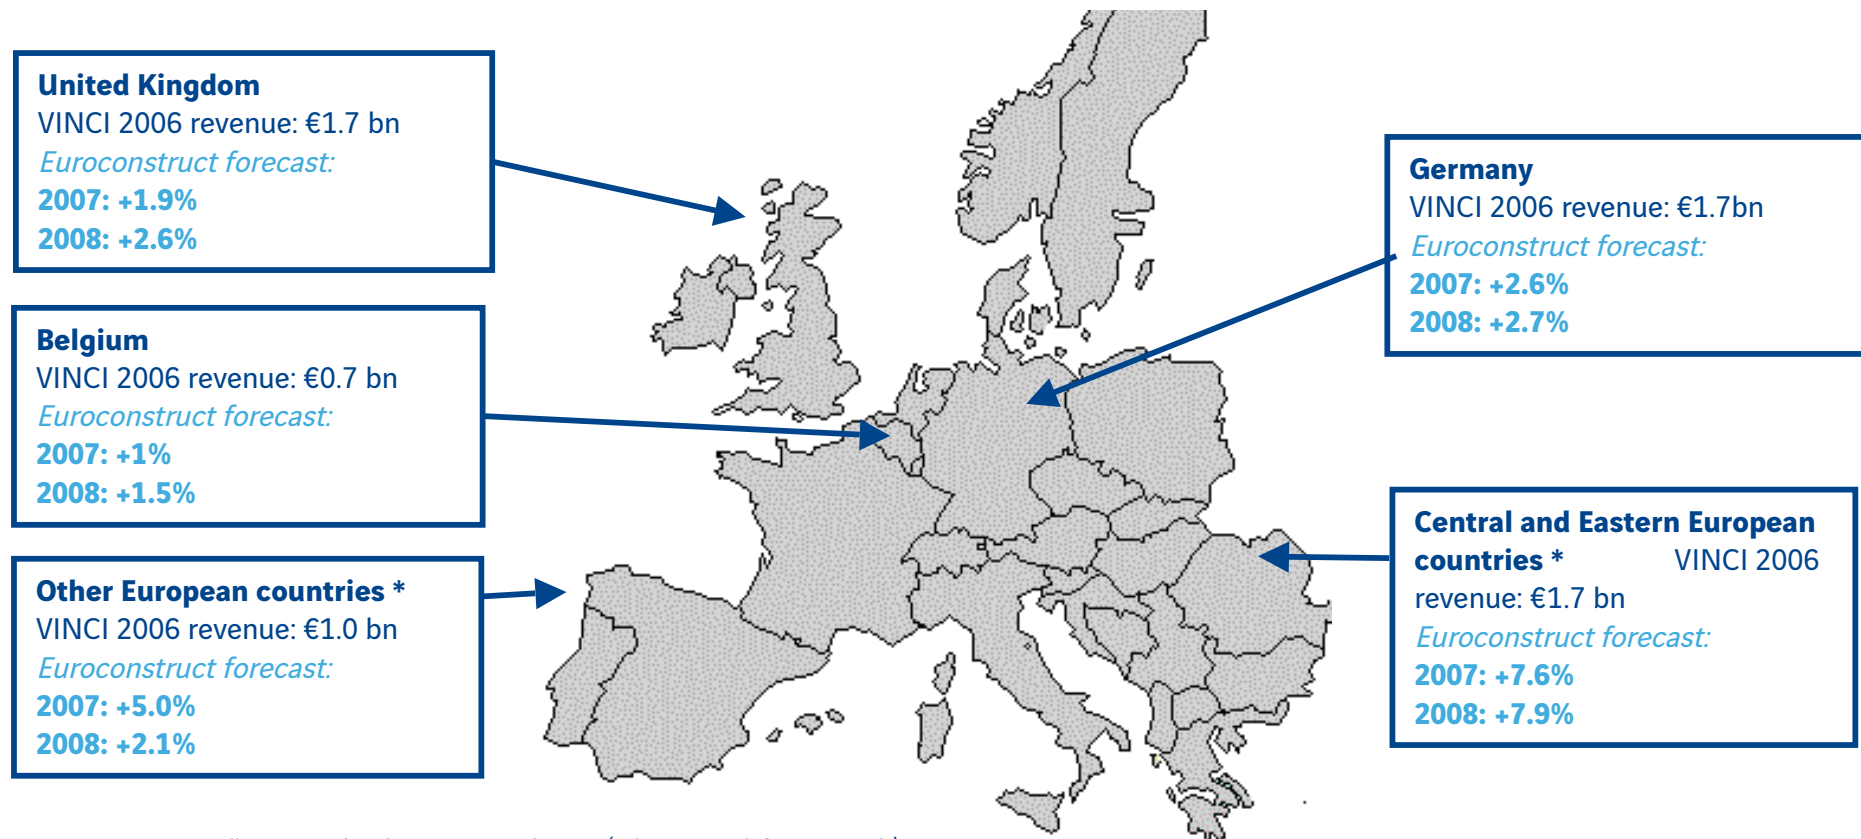 United Kingdom
VINCI 2006 revenue: €1.7 bn
Euroconstruct forecast:
2007: +1.9%
2008: +2.6%
Belgium
VINCI 2006 revenue: €0.7 bn
Euroconstruct forecast:
2007: +1%
2008: +1.5%
Other European countries *
VINCI 2006 revenue: €1.0 bn
Euroconstruct forecast:
2007: +5.0%
2008: +2.1%
Germany
VINCI 2006 revenue: €1.7bn
Euroconstruct forecast:
2007: +2.6%
2008: +2.7%
Central and Eastern European
countries * VINCI 2006
revenue: €1.7 bn
Euroconstruct forecast:
2007: +7.6%
2008: +7.9%